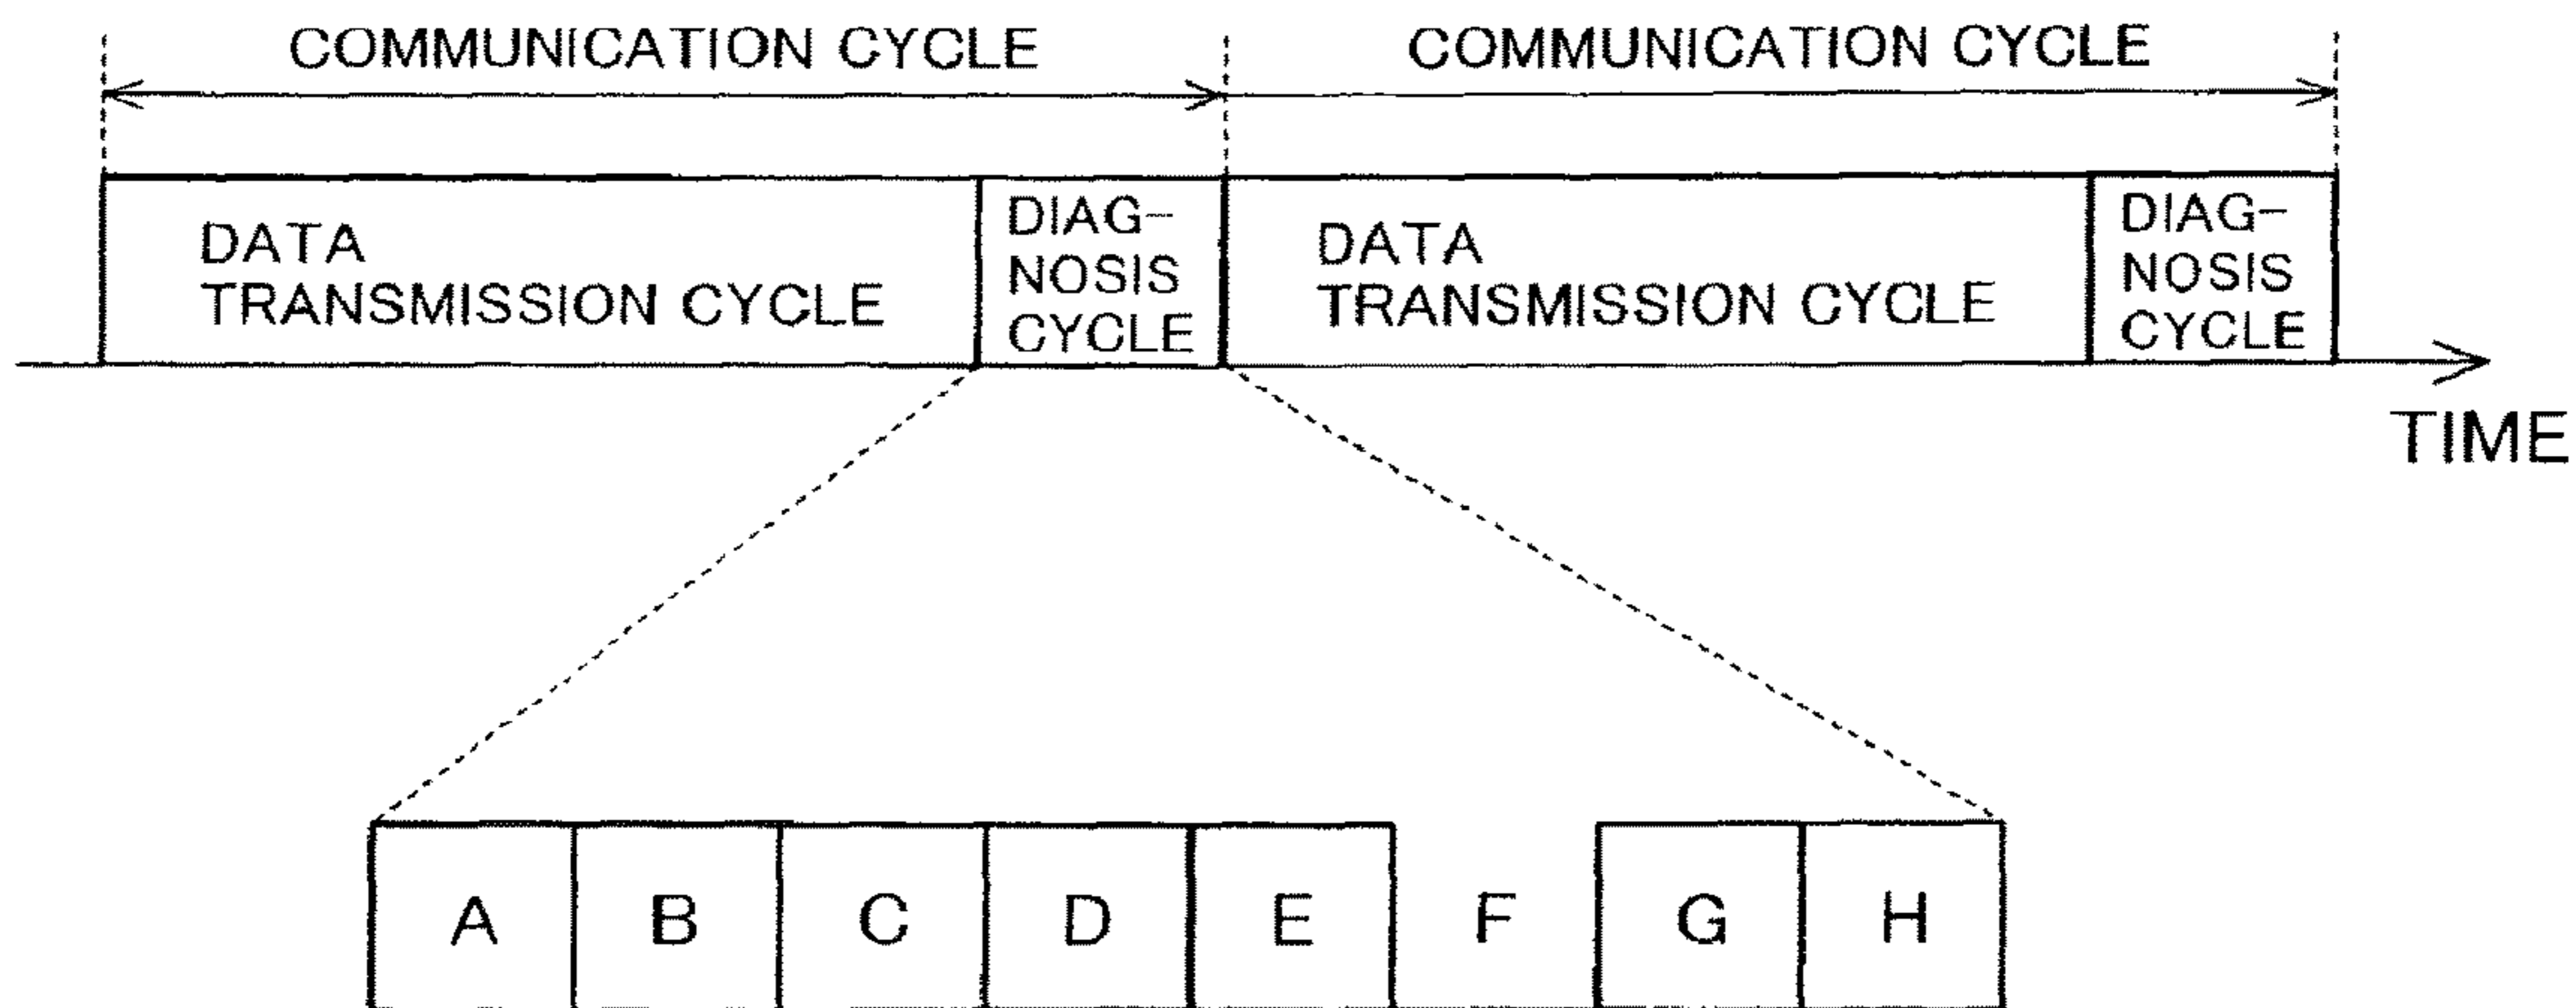 COMMUNICATION CYCLE COMMUNICATION CYCLE
DATA
TRANSMISSION CYCLE
DIAG-
NOSIS
CYCLE
DATA
TRANSMISSION CYCLE
DIAG-
NOSIS
CYCLE
TIME
A B C D E F G H